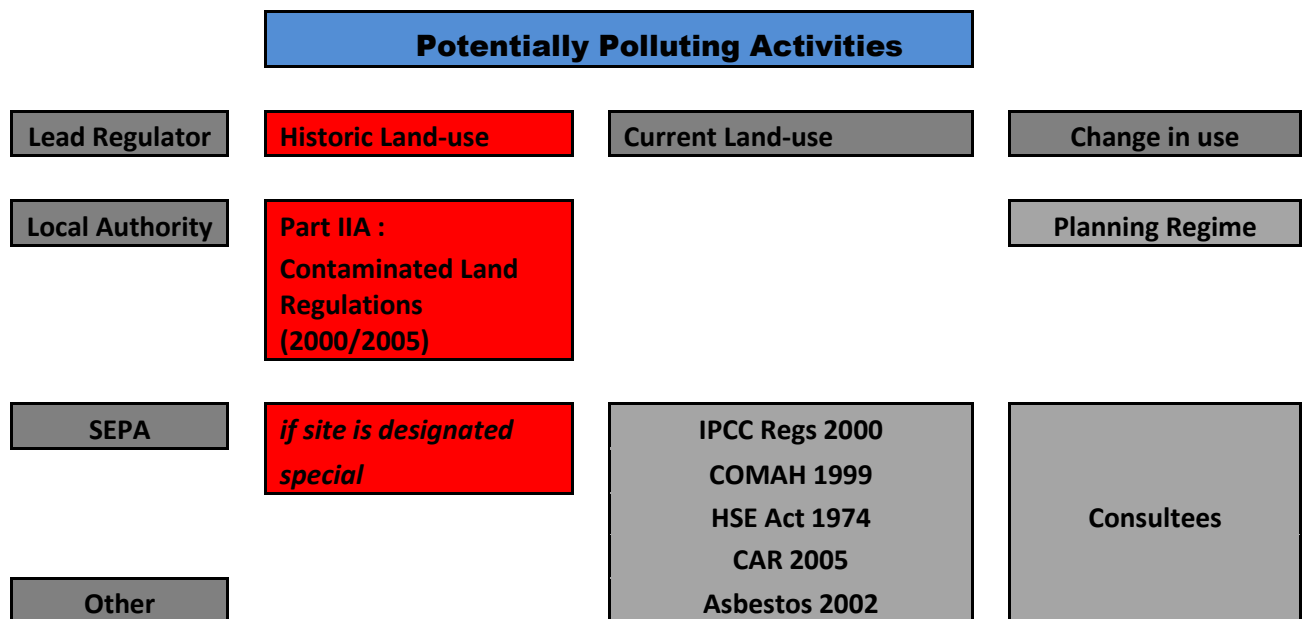 Potentially Polluting Activities
Lead Regulator
Historic Land-use
Current Land-use
Change in use
Local Authority
Part IIA :
Contaminated Land
Regulations
(2000/2005)
Planning Regime
SEPA
if site is designated
special
IPCC Regs 2000
COMAH 1999
HSE Act 1974
CAR 2005
Asbestos 2002
Consultees
Other